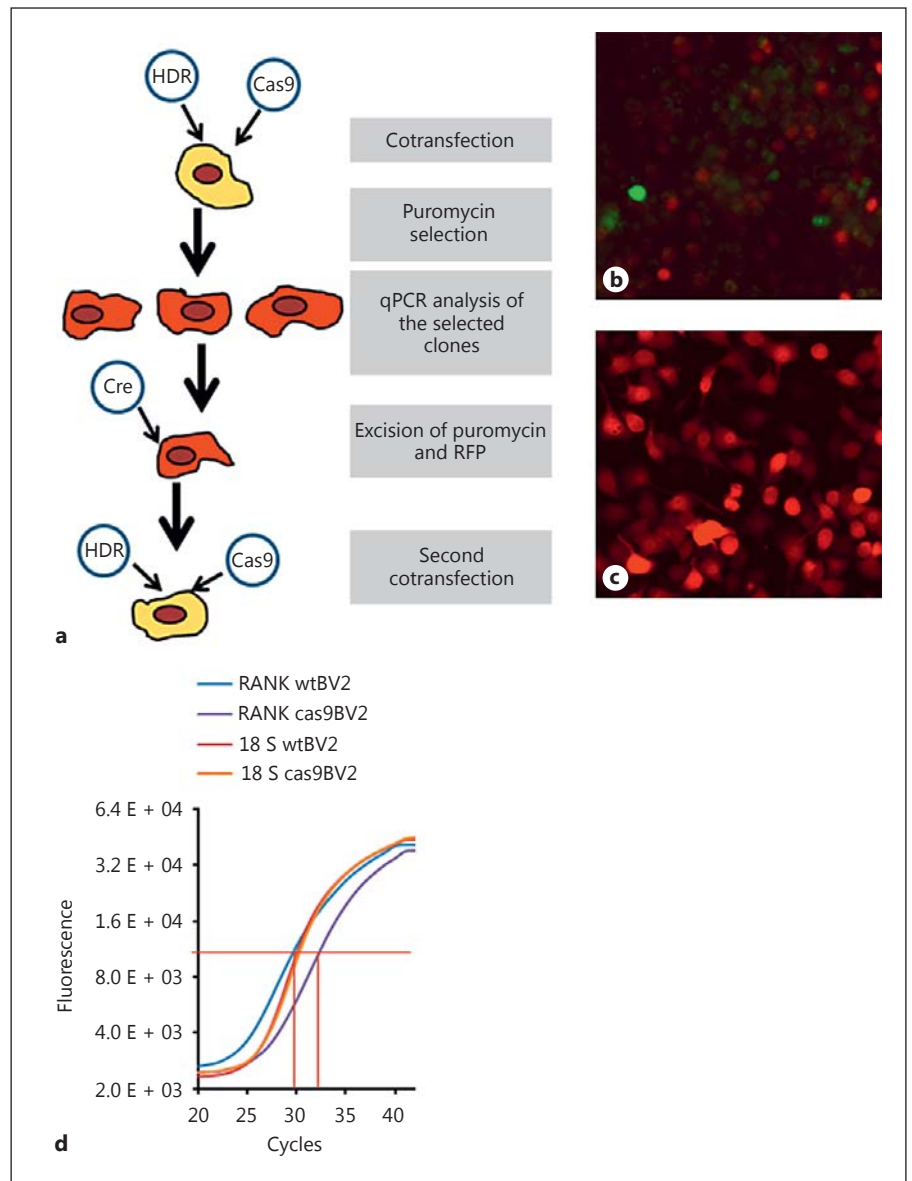 HDR
Cas9
Cotransfection
Puromycin
selection
qPCR analysis of
the selected
clones
Cre
Excision of puromycin
and RFP
HDR
Cas9
Second
cotransfection
a
b
c
RANK wtBV2
RANK cas9BV2
18 S wtBV2
18 S cas9BV2
6.4 E + 04
3.2 E + 04
1.6 E + 04
8.0 E + 03
4.0 E + 03
2.0 E + 03
Fluorescence
20 25 30 35 40
Cycles
d